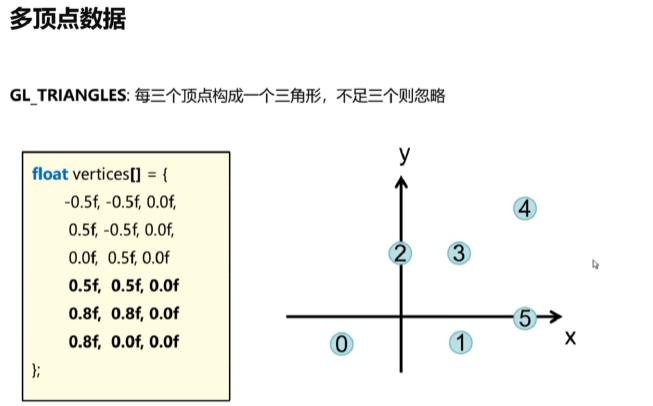 多顶点数据
GL_TRIANGLES: 每三个顶点构成一个三角形，不足三个则忽略
float vertices[] = {
-0.5f, -0.5f, 0.0f,
0.5f, -0.5f, 0.0f,
0.0f, 0.5f, 0.0f
0.5f, 0.5f, 0.0f
0.8f, 0.8f, 0.0f
0.8f, 0.0f, 0.0f
};
y
4
2 3
5
x
0 1